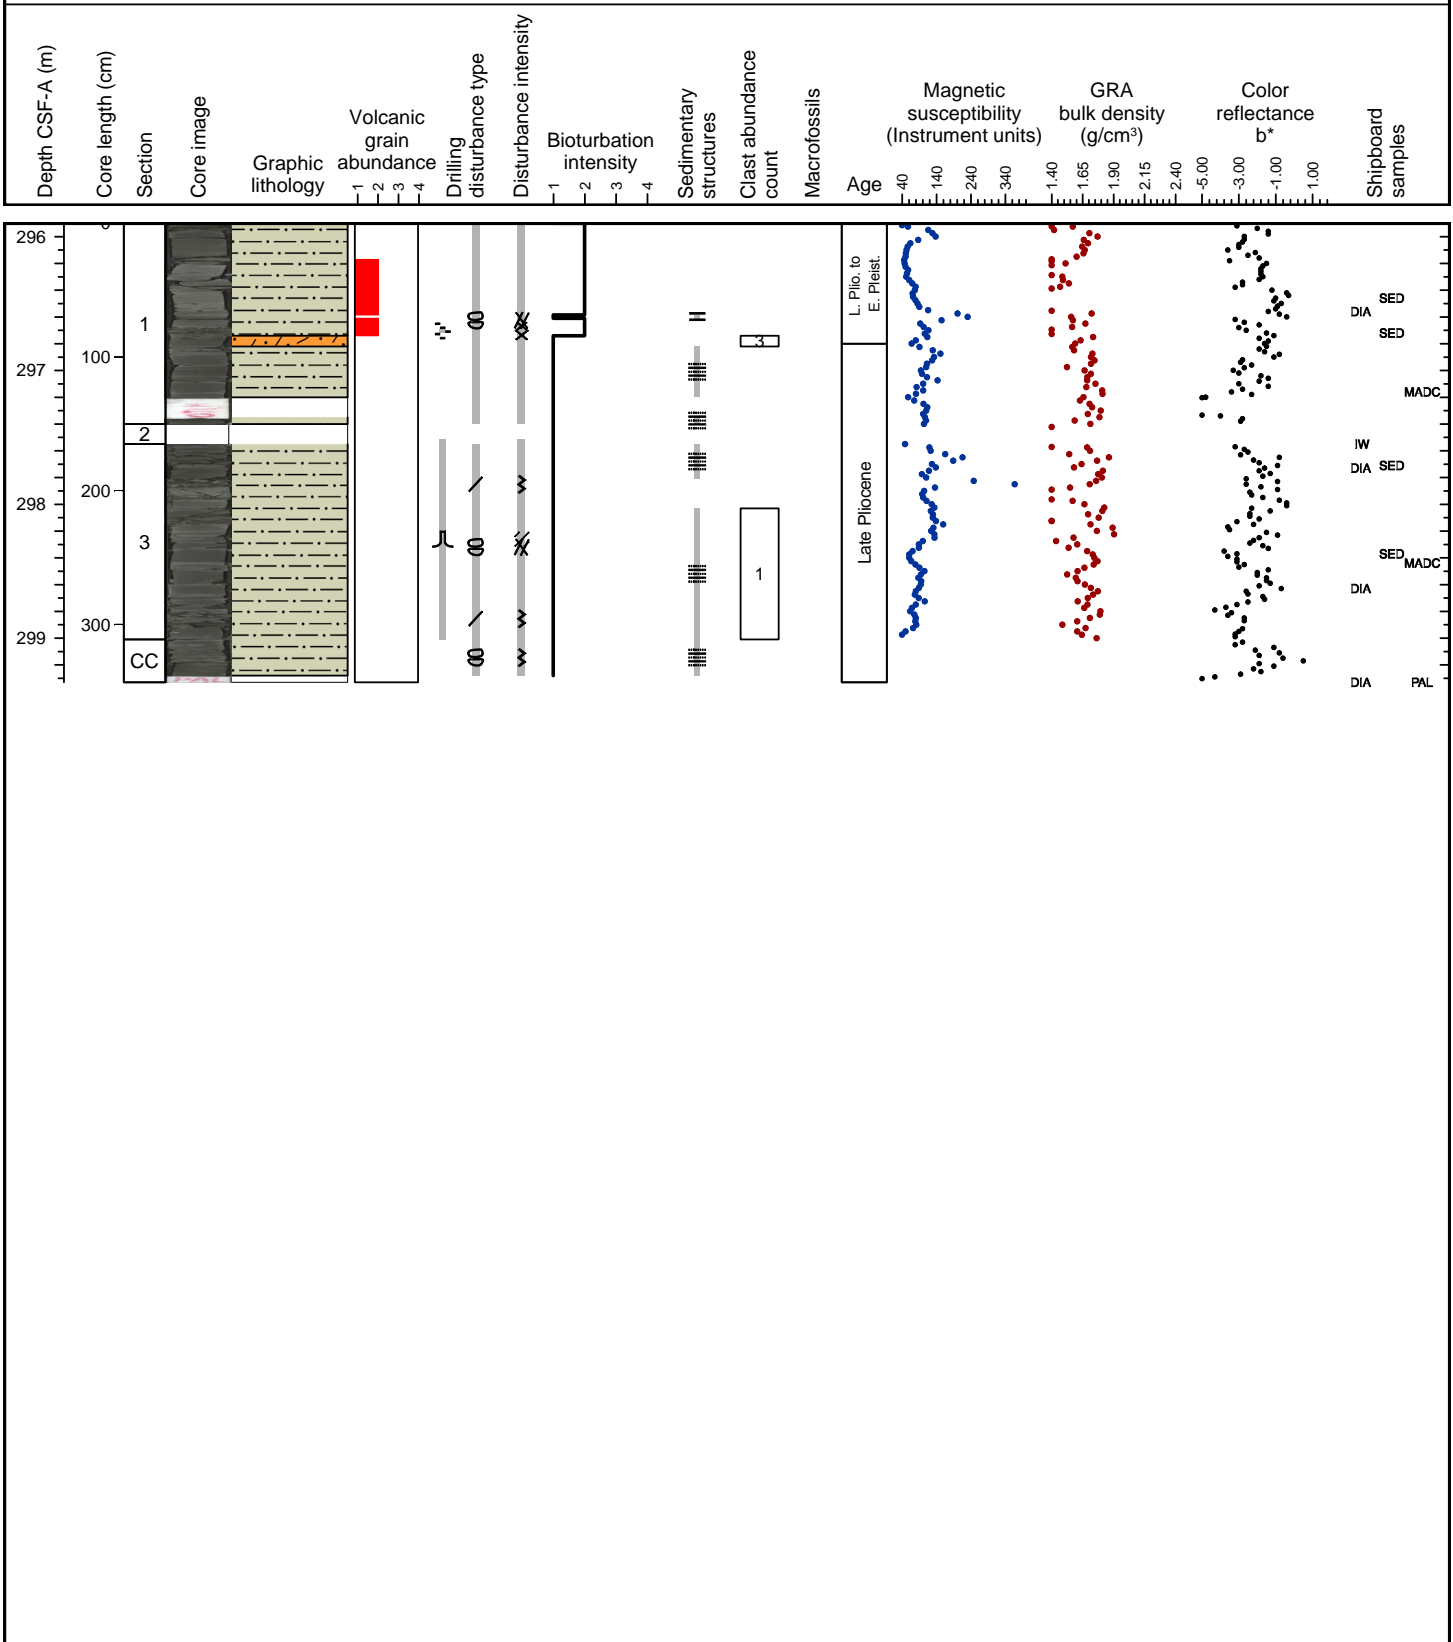 Depth CSF-A (m)
Core length (cm)
Section
Core image
Graphic
lithology
Volcanic
grain
abundance
1 2 3 4
Drilling
disturbance type
Disturbance intensity
Bioturbation
intensity
1 2 3 4
Sedimentary
structures
Clast abundance
count
Macrofossils
Age
Magnetic
susceptibility
(Instrument units)
40 140 240 340
GRA
bulk density
(g/cm³)
1.40 1.65 1.90 2.15 2.40
Color
reflectance
b*
-5.00 -3.00 -1.00 1.00
Shipboard
samples
0
296
L. Plio. to
E. Pleist.
SED
DIA
1
SED
3
100
297
MADC
2
IW
DIA SED
200
298
Late Pliocene
3
SED
MADC
1
DIA
300
299
CC
DIA PAL